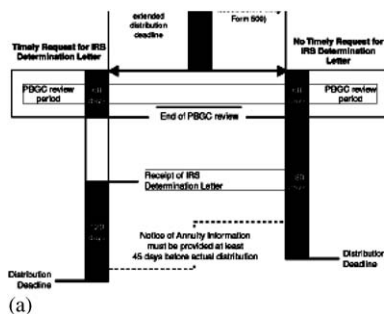 extended
distribution
deadline
Form 500)
Timely Request for IRS
Determination Letter
No Timely Request for
IRS Determination
Letter
PBGC review
period
PBGC review
period
End of PBGC review
Receipt of IRS
Determination Letter
Notice of Annuity Information
must be provided at least
45 days before actual distribution
Distribution
Deadline
Distribution
Deadline
(a)